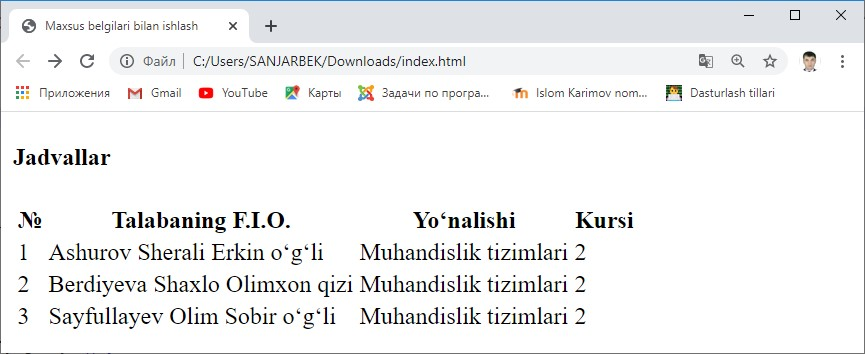 Maxsus belgilari bilan ishlash
Файл C:/Users/SANJARBEK/Downloads/index.html
Приложения Gmail YouTube Карты Задачи по програ... Islom Karimov nom... Dasturlash tillari
Jadvallar
№ Talabaning F.I.O. Yo‘nalishi Kursi
1 Ashurov Sherali Erkin o‘g‘li Muhandislik tizimlari 2
2 Berdiyeva Shaxlo Olimxon qizi Muhandislik tizimlari 2
3 Sayfullayev Olim Sobir o‘g‘li Muhandislik tizimlari 2